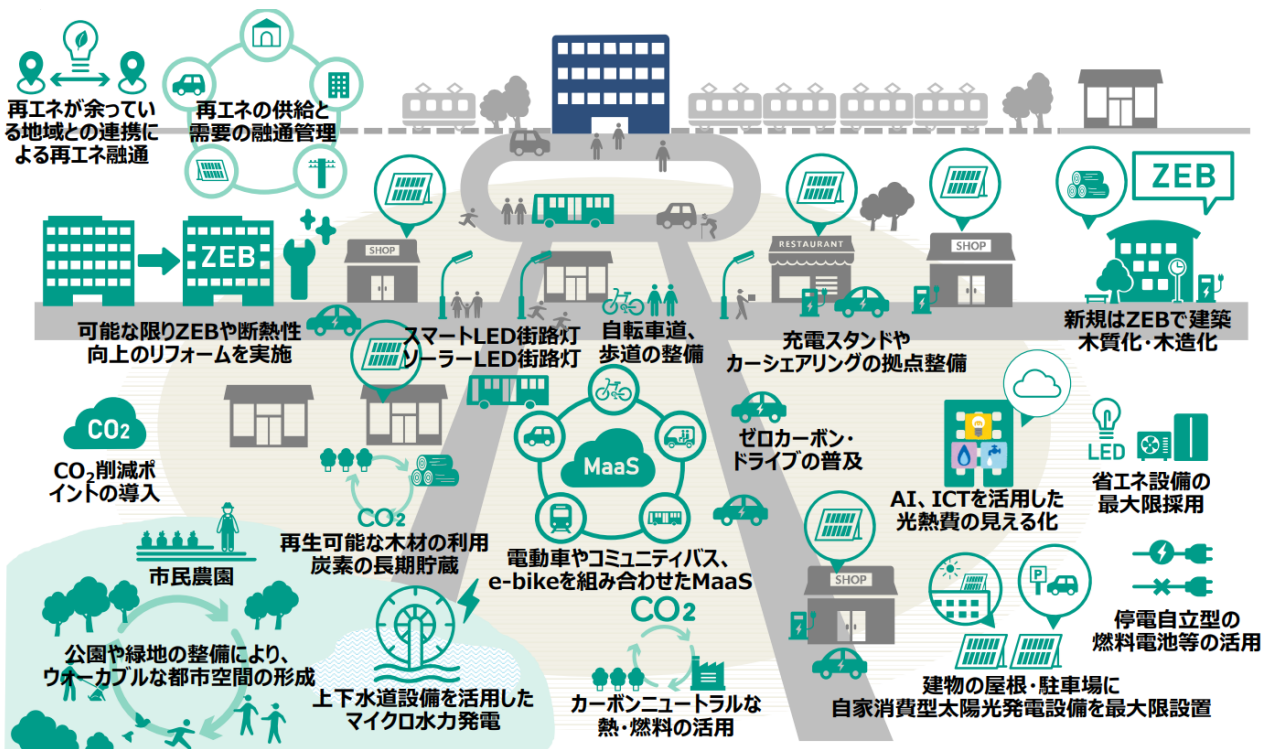 再エネが余ってい
る地域との連携に
よる再エネ融通
再エネの供給と
需要の融通管理
ZEB
ZEB
SHOP
RESTAURANT
SHOP
可能な限りZEBや断熱性
向上のリフォームを実施
スマートLED街路灯
ソーラーLED街路灯
自転車道、
歩道の整備
充電スタンドや
カーシェアリングの拠点整備
新規はZEBで建築
木質化・木造化
CO2
CO2削減ポ
イントの導入
CO2
再生可能な木材の利用
炭素の長期貯蔵
MaaS
電動車やコミュニティバス、
e-bikeを組み合わせたMaaS
ゼロカーボン・
ドライブの普及
AI、ICTを活用した
光熱費の見える化
LED
省エネ設備の
最大限採用
市民農園
公園や緑地の整備により、
ウォーカブルな都市空間の形成
上下水道設備を活用した
マイクロ水力発電
CO2
カーボンニュートラルな
熱・燃料の活用
SHOP
P
停電自立型の
燃料電池等の活用
建物の屋根・駐車場に
自家消費型太陽光発電設備を最大限設置